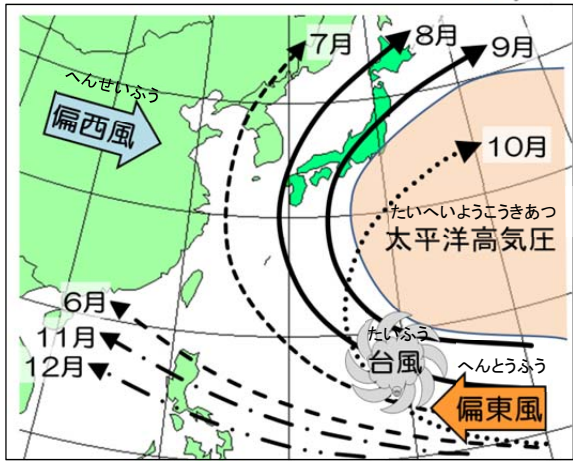 7月
8月
9月
へんせいふう
偏西風
10月
たいへいようこうきあつ
太平洋高気圧
6月
11月
12月
たいふう
台風
へんとうふう
偏東風